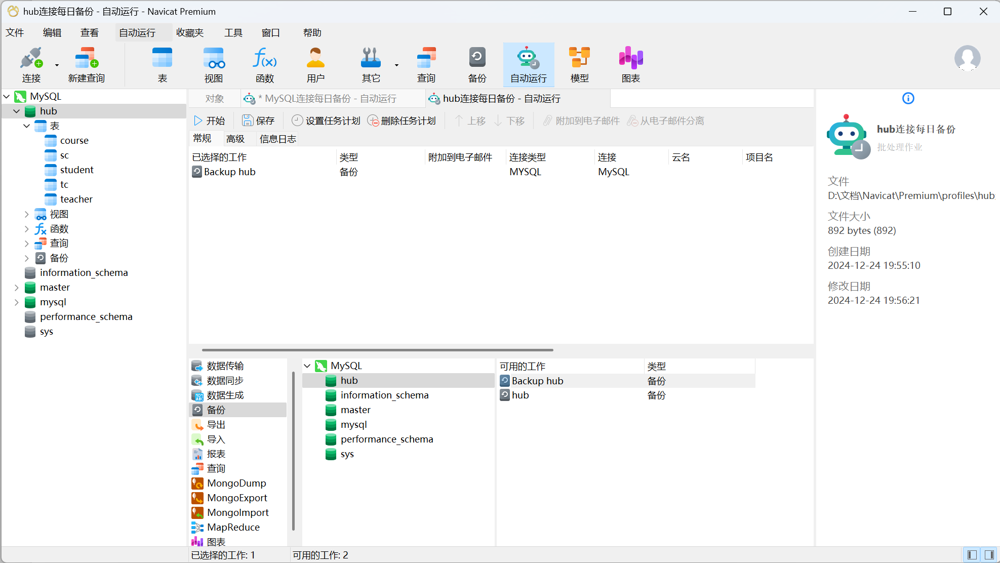 hub连接每日备份 - 自动运行 - Navicat Premium
文件 编辑 查看 自动运行 收藏夹 工具 窗口 帮助
连接 新建查询 表 视图 函数 用户 其它 查询 备份 自动运行 模型 图表
MySQL
hub
表
course
sc
student
tc
teacher
视图
函数
查询
备份
information_schema
master
mysql
performance_schema
sys
对象 * MySQL连接每日备份 - 自动运行 hub连接每日备份 - 自动运行
开始 保存 设置任务计划 删除任务计划 上移 下移 附加到电子邮件 从电子邮件分离
常规 高级 信息日志
已选择的工作 类型 附加到电子邮件 连接类型 连接 云名 项目名
Backup hub 备份 MYSQL MySQL
数据传输
数据同步
数据生成
备份
导出
导入
报表
查询
MongoDump
MongoExport
MongoImport
MapReduce
图表
MySQL
hub
information_schema
master
mysql
performance_schema
sys
可用的工作 类型
Backup hub 备份
hub 备份
hub连接每日备份
批处理作业
文件
D:\文档\Navicat\Premium\profiles\hub
文件大小
892 bytes (892)
创建日期
2024-12-24 19:55:10
修改日期
2024-12-24 19:56:21
已选择的工作: 1 可用的工作: 2